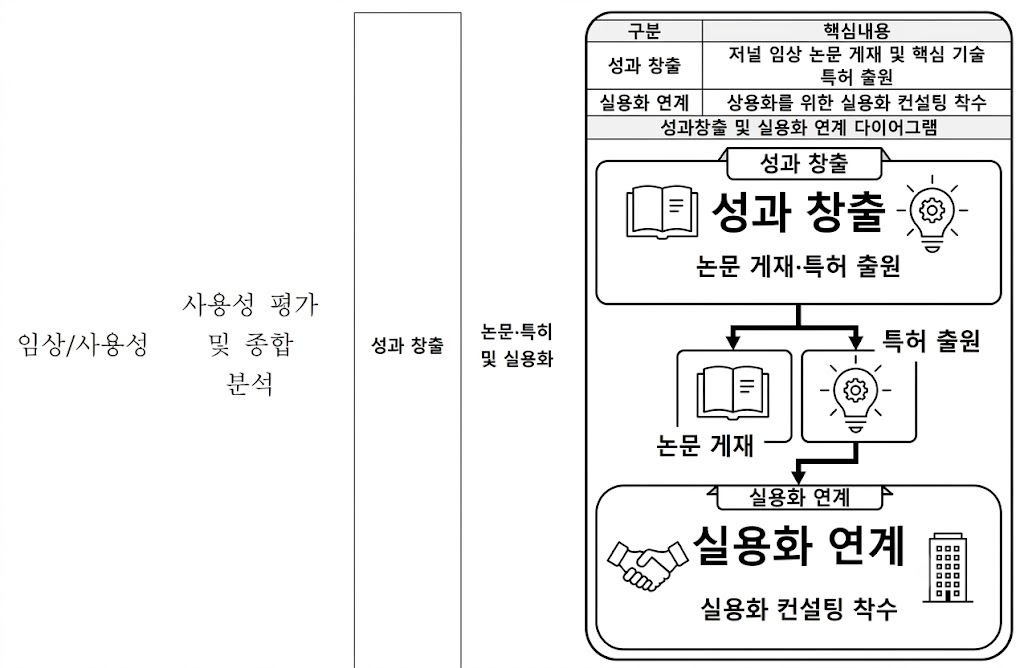 임상/사용성
사용성 평가
및 종합
분석
성과 창출
논문·특허
및 실용화
구분 핵심내용
성과 창출 저널 임상 논문 게재 및 핵심 기술
특허 출원
실용화 연계 상용화를 위한 실용화 컨설팅 착수
성과창출 및 실용화 연계 다이어그램
성과 창출
성과 창출
논문 게재·특허 출원
특허 출원
논문 게재
실용화 연계
실용화 연계
실용화 컨설팅 착수